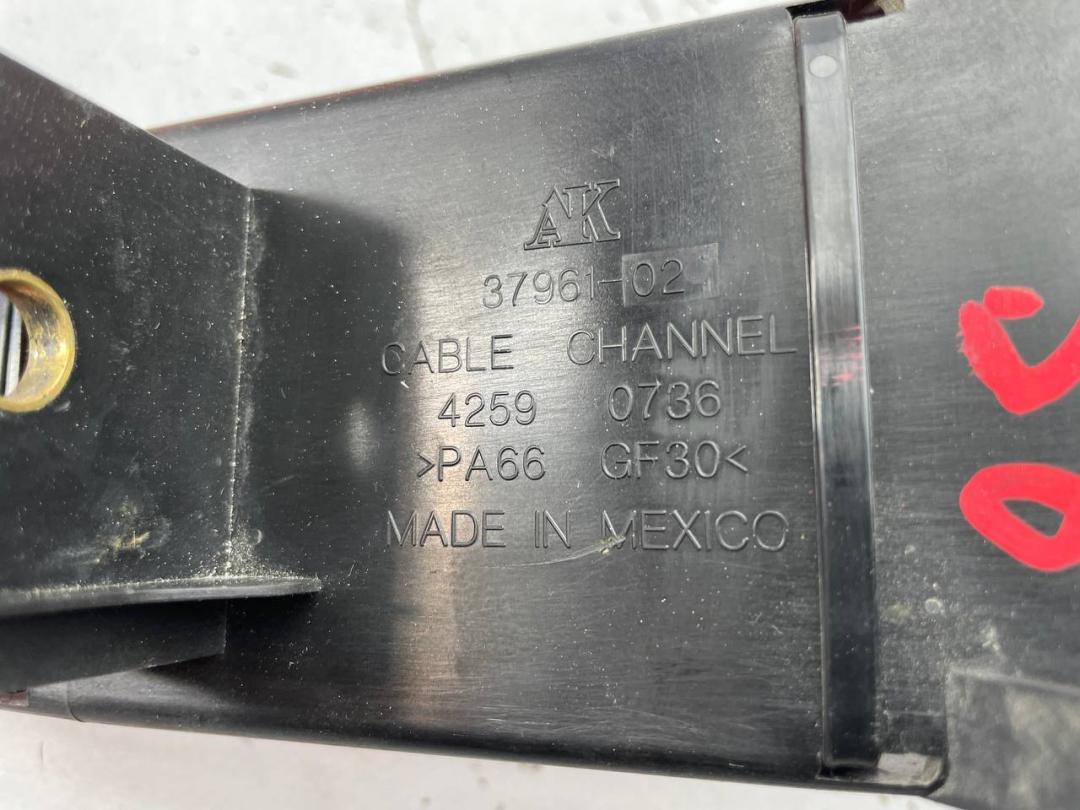 AK
37961-02
CABLE CHANNEL
4259 0736
>PA66 GF30<
MADE IN MEXICO